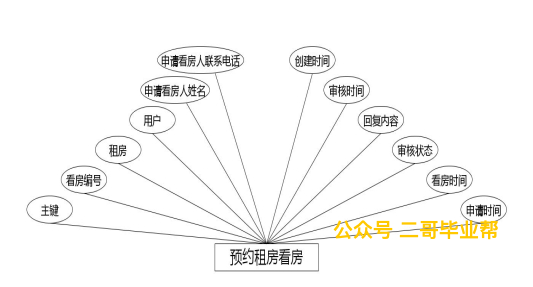 申请看房人联系电话
创建时间
申请看房人姓名
审核时间
用户
回复内容
租房
审核状态
看房编号
看房时间
主键
申请时间
公众号 二哥毕业帮
预约租房看房